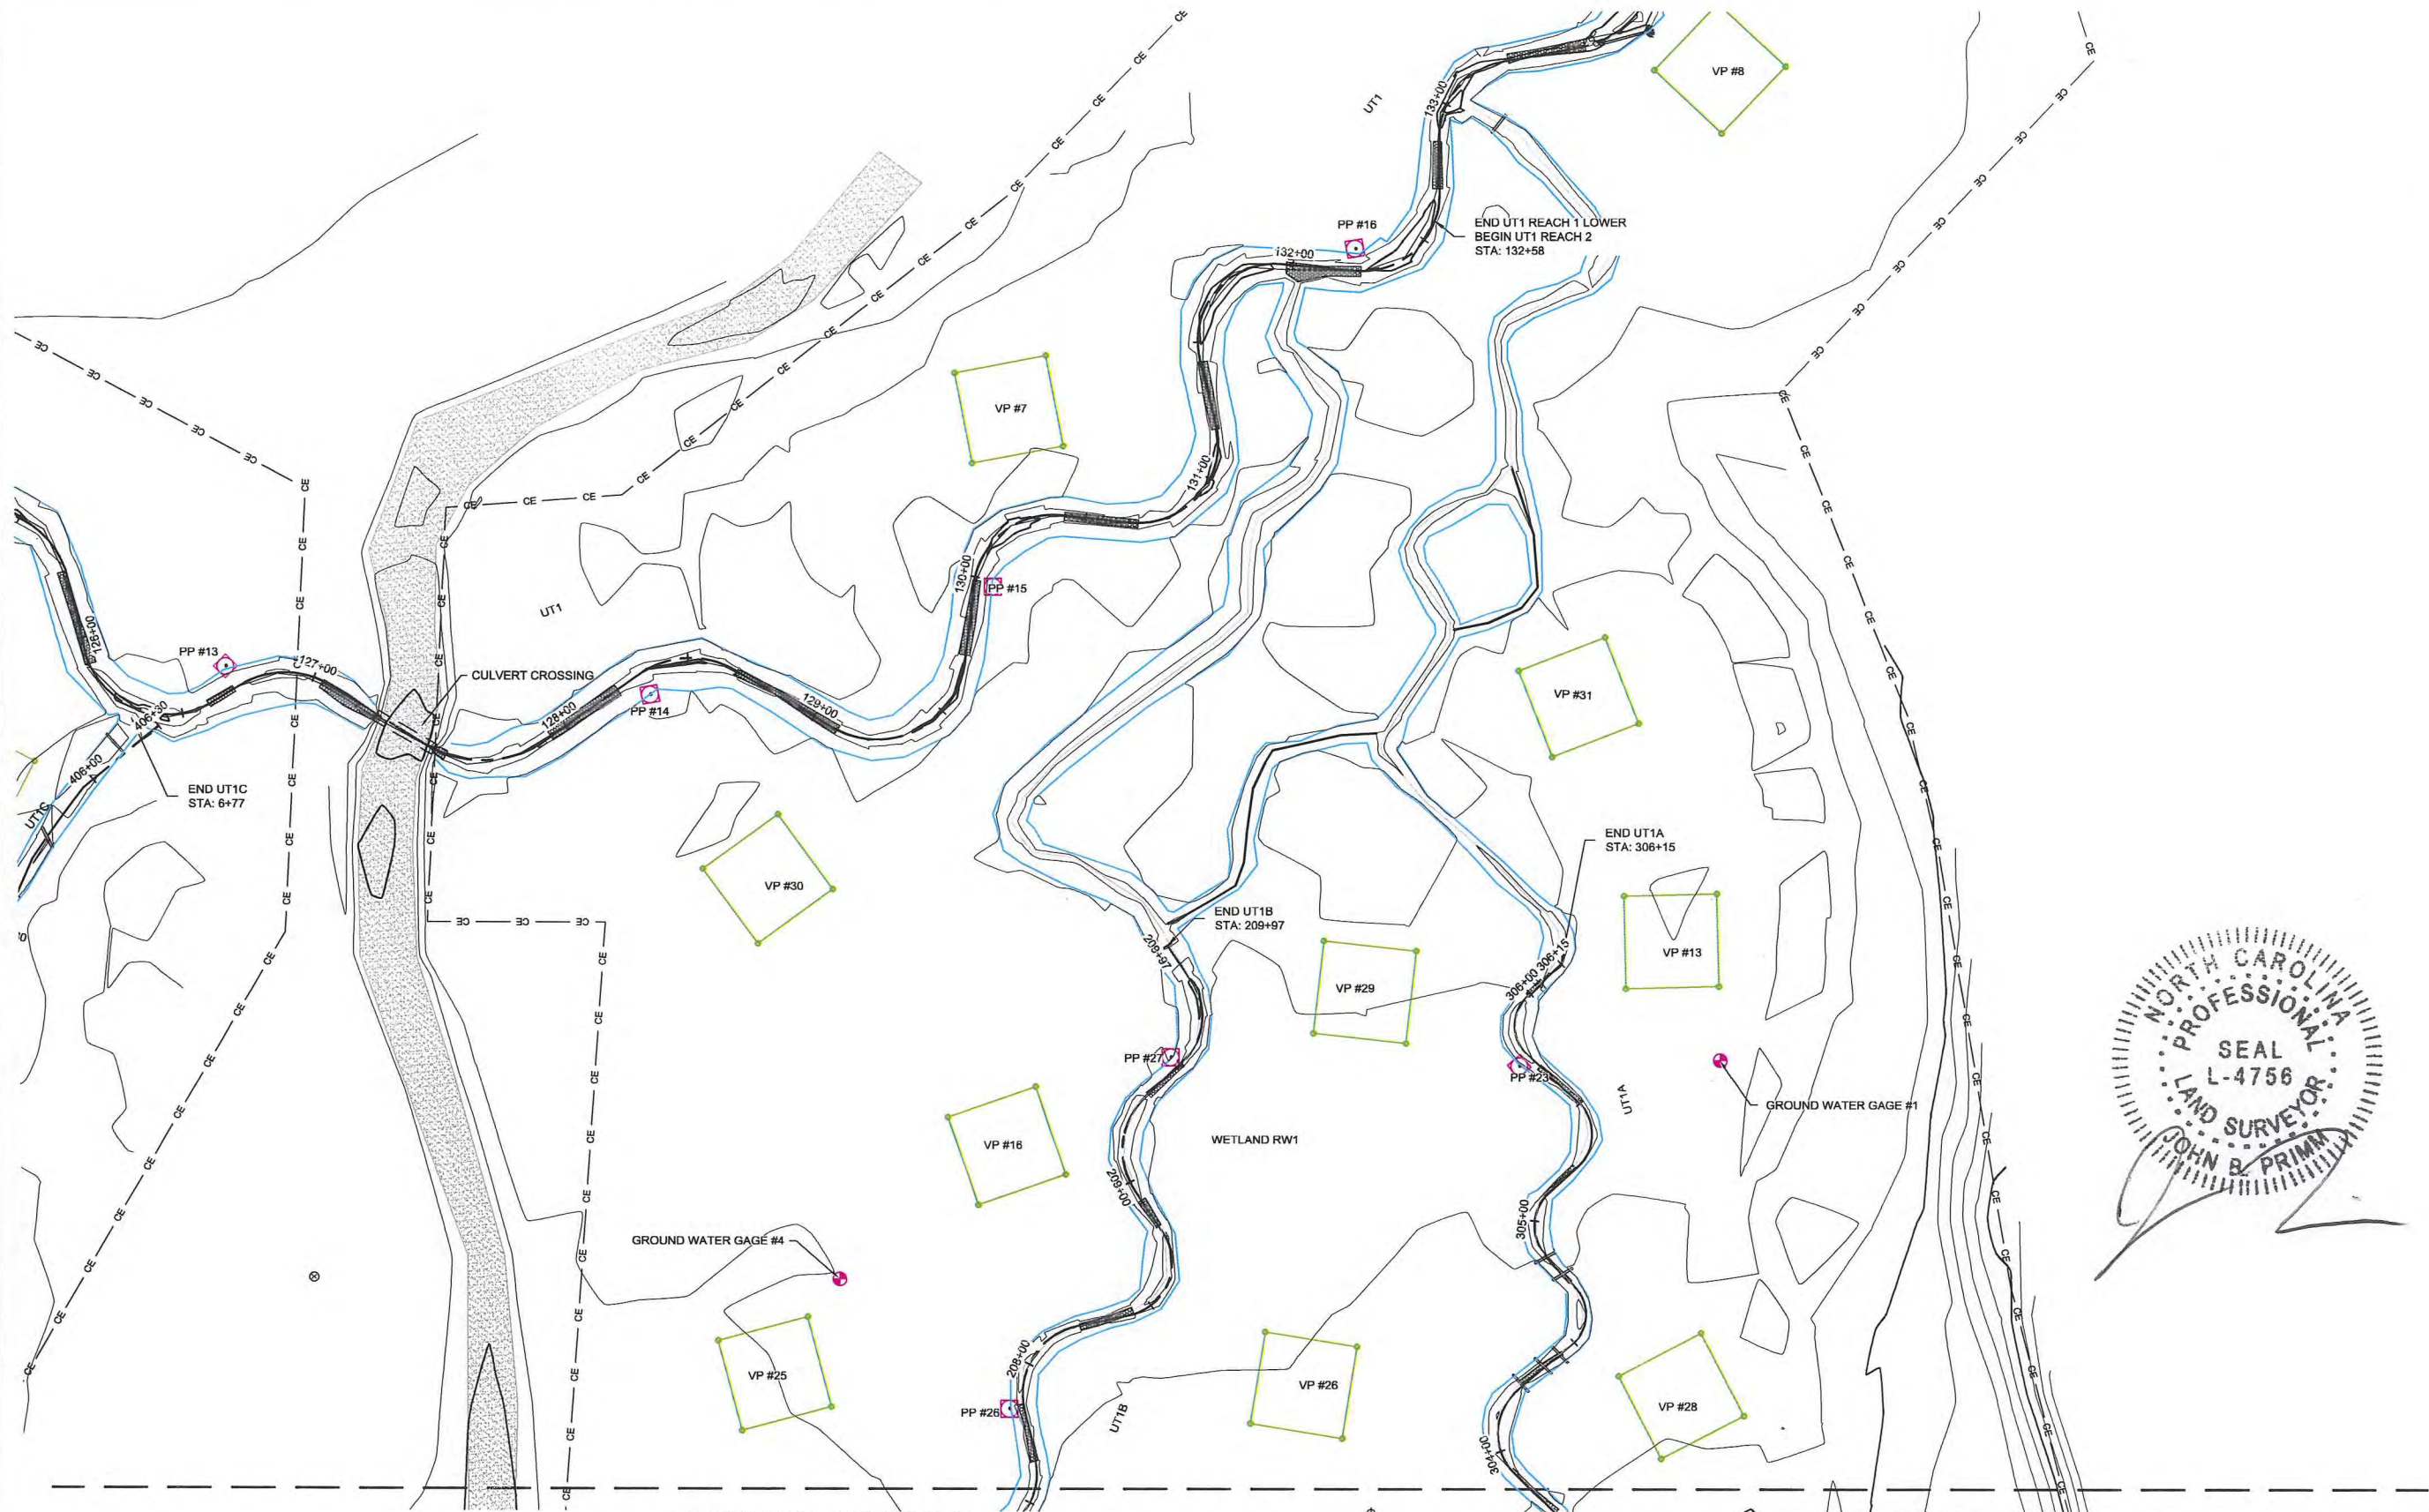 CE
VP #8
UT1
133+00
PP #16
132+00
END UT1 REACH 1 LOWER
BEGIN UT1 REACH 2
STA: 132+58
VP #7
131+00
130+00
PP #15
UT1
126+00
PP #13
127+00
CULVERT CROSSING
PP #14
128+00
129+00
VP #31
406+30
406+00
UT1C
END UT1C
STA: 6+77
VP #30
END UT1A
STA: 306+15
END UT1B
STA: 209+97
209+97
VP #29
306+00
306+15
VP #13
PP #27
PP #23
UT1A
GROUND WATER GAGE #1
VP #16
WETLAND RW1
209+00
305+00
GROUND WATER GAGE #4
VP #25
208+00
PP #26
UT1B
VP #26
VP #28
304+00
NORTH CAROLINA
PROFESSIONAL
SEAL
L-4756
LAND SURVEYOR
JOHN B. PRIMM